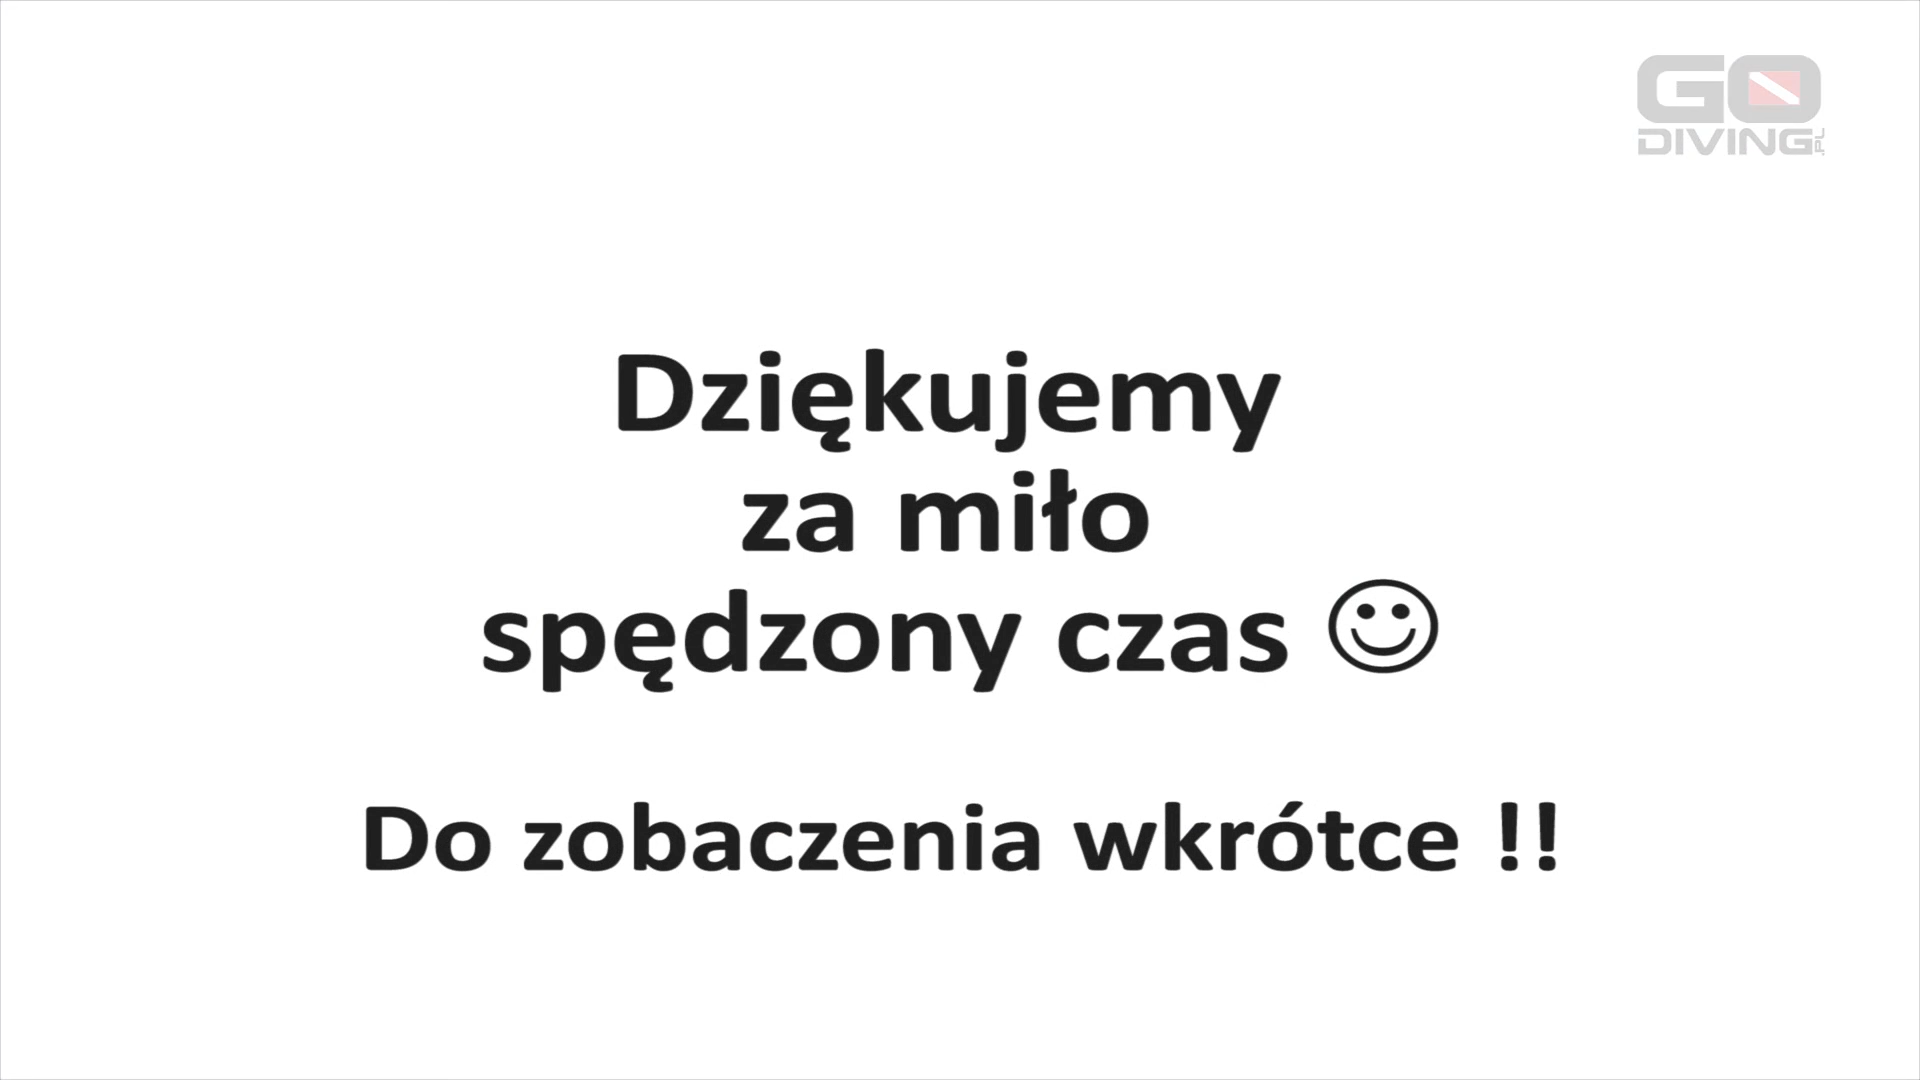 GO
DIVING.PL
Dziękujemy
za miło
spędzony czas ☺
Do zobaczenia wkrótce !!